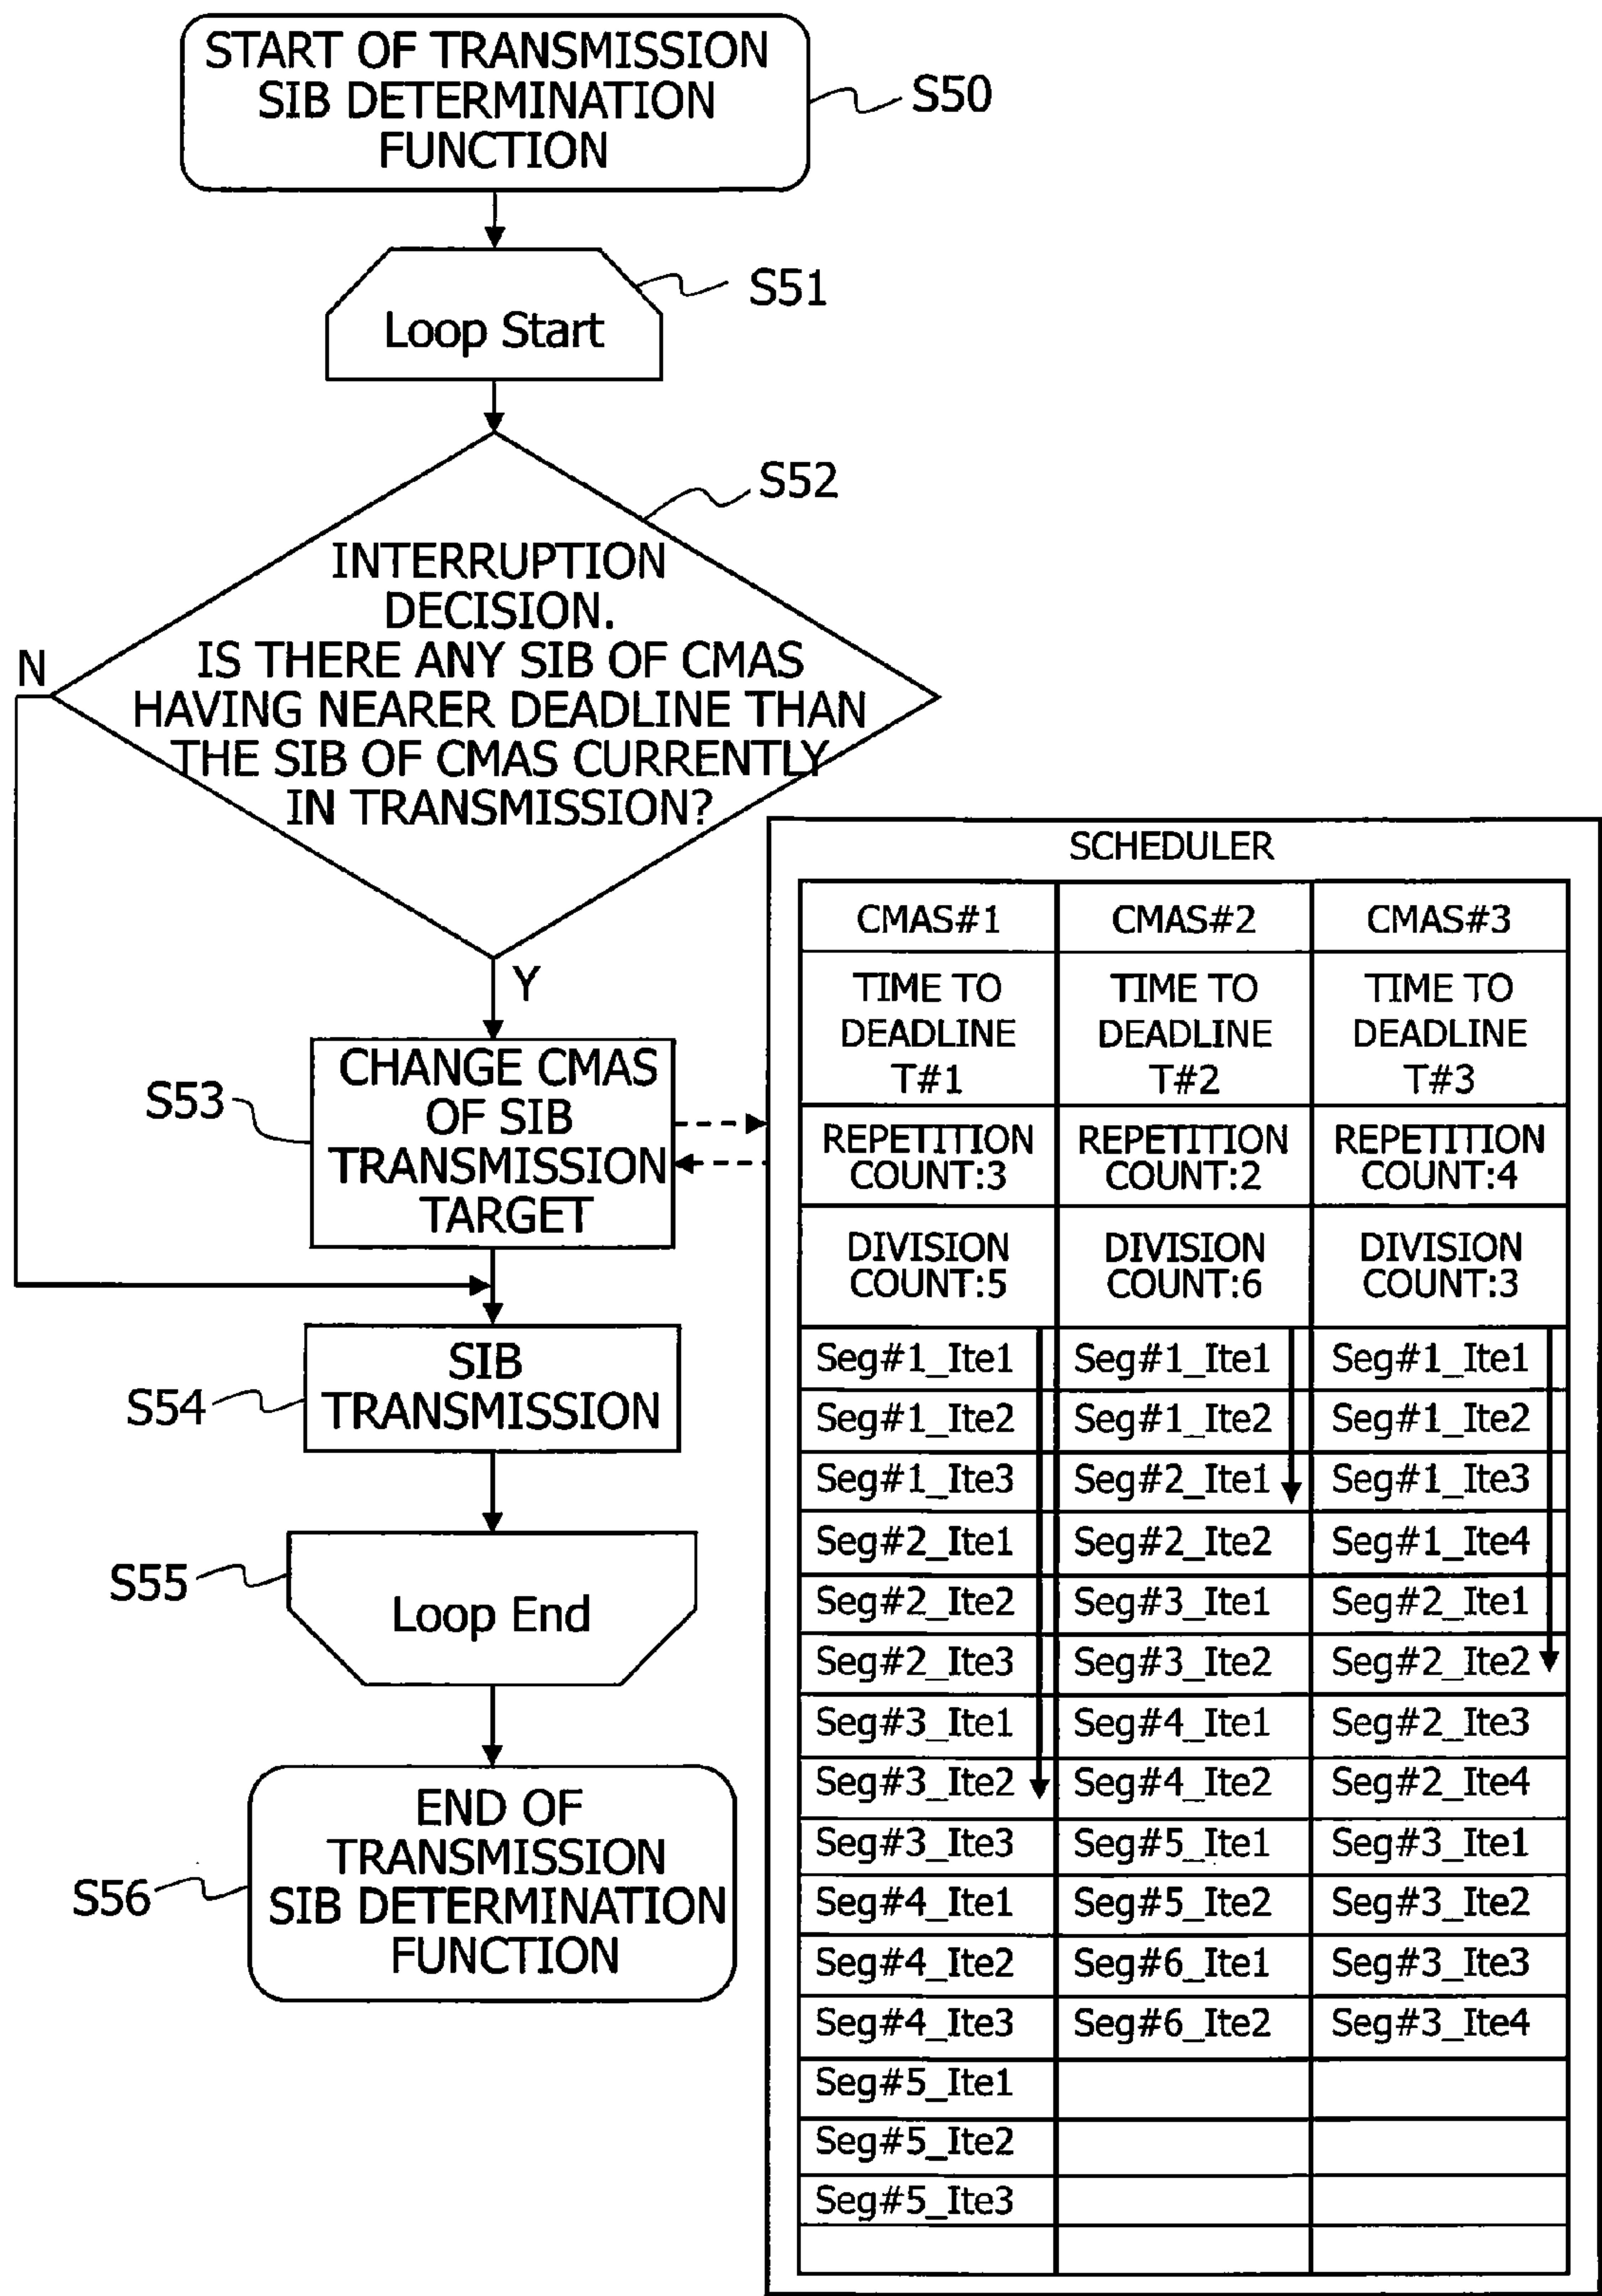 START OF TRANSMISSION
SIB DETERMINATION
FUNCTION
S50
Loop Start
S51
INTERRUPTION
DECISION.
IS THERE ANY SIB OF CMAS
HAVING NEARER DEADLINE THAN
THE SIB OF CMAS CURRENTLY
IN TRANSMISSION?
S52
N
Y
CHANGE CMAS
OF SIB
TRANSMISSION
TARGET
S53
SIB
TRANSMISSION
S54
Loop End
S55
END OF
TRANSMISSION
SIB DETERMINATION
FUNCTION
S56
SCHEDULER
CMAS#1 CMAS#2 CMAS#3
TIME TO TIME TO TIME TO
DEADLINE DEADLINE DEADLINE
T#1 T#2 T#3
REPETITION REPETITION REPETITION
COUNT:3 COUNT:2 COUNT:4
DIVISION DIVISION DIVISION
COUNT:5 COUNT:6 COUNT:3
Seg#1_Ite1 Seg#1_Ite1 Seg#1_Ite1
Seg#1_Ite2 Seg#1_Ite2 Seg#1_Ite2
Seg#1_Ite3 Seg#2_Ite1 Seg#1_Ite3
Seg#2_Ite1 Seg#2_Ite2 Seg#1_Ite4
Seg#2_Ite2 Seg#3_Ite1 Seg#2_Ite1
Seg#2_Ite3 Seg#3_Ite2 Seg#2_Ite2
Seg#3_Ite1 Seg#4_Ite1 Seg#2_Ite3
Seg#3_Ite2 Seg#4_Ite2 Seg#2_Ite4
Seg#3_Ite3 Seg#5_Ite1 Seg#3_Ite1
Seg#4_Ite1 Seg#5_Ite2 Seg#3_Ite2
Seg#4_Ite2 Seg#6_Ite1 Seg#3_Ite3
Seg#4_Ite3 Seg#6_Ite2 Seg#3_Ite4
Seg#5_Ite1
Seg#5_Ite2
Seg#5_Ite3